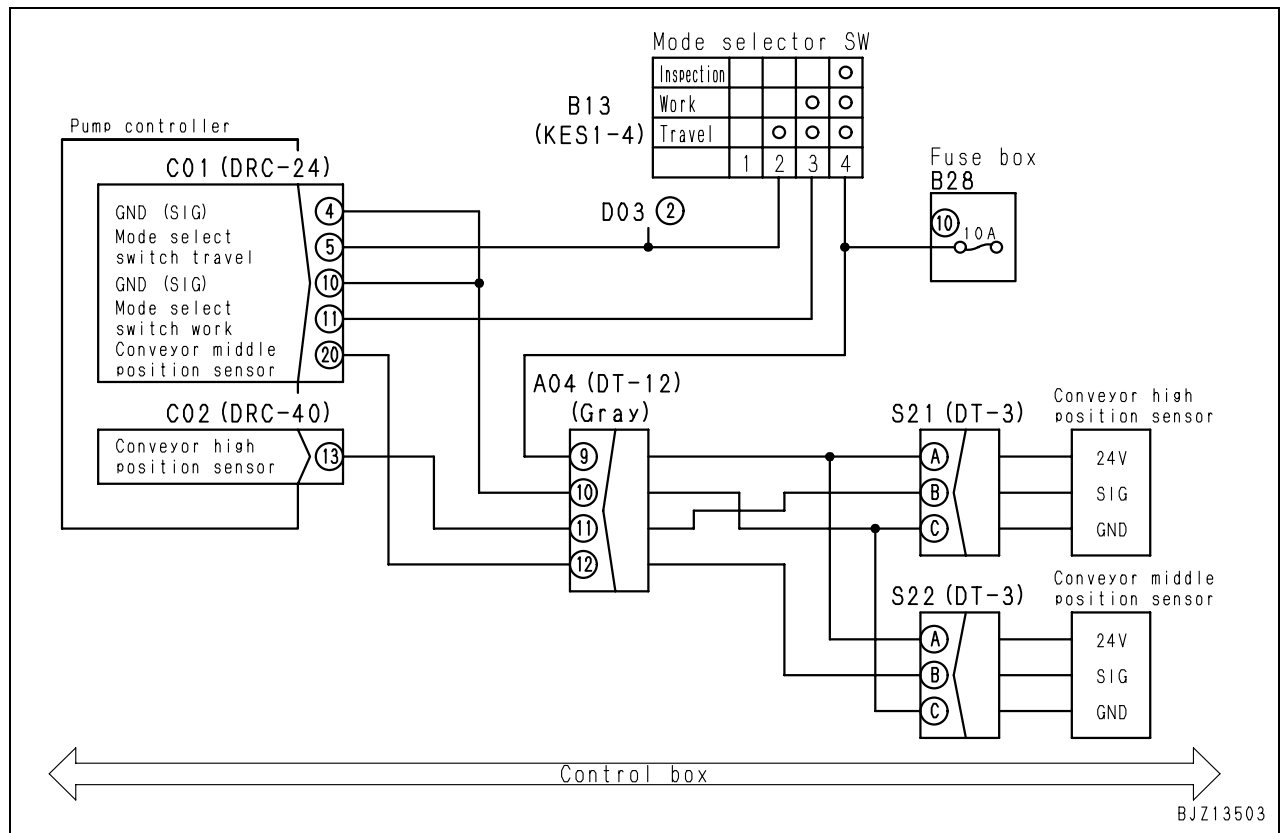 Mode selector SW
Inspection
Work
Travel
1 2 3 4
B13
(KES1-4)
Pump controller
C01 (DRC-24)
GND (SIG) 4
Mode select
switch travel 5
GND (SIG) 10
Mode select
switch work 11
Conveyor middle
position sensor 20
C02 (DRC-40)
Conveyor high
position sensor 13
D03 2
Fuse box
B28
10
10A
A04 (DT-12)
(Gray)
9
10
11
12
S21 (DT-3)
A
B
C
Conveyor high
position sensor
24V
SIG
GND
S22 (DT-3)
A
B
C
Conveyor middle
position sensor
24V
SIG
GND
Control box
BJZ13503